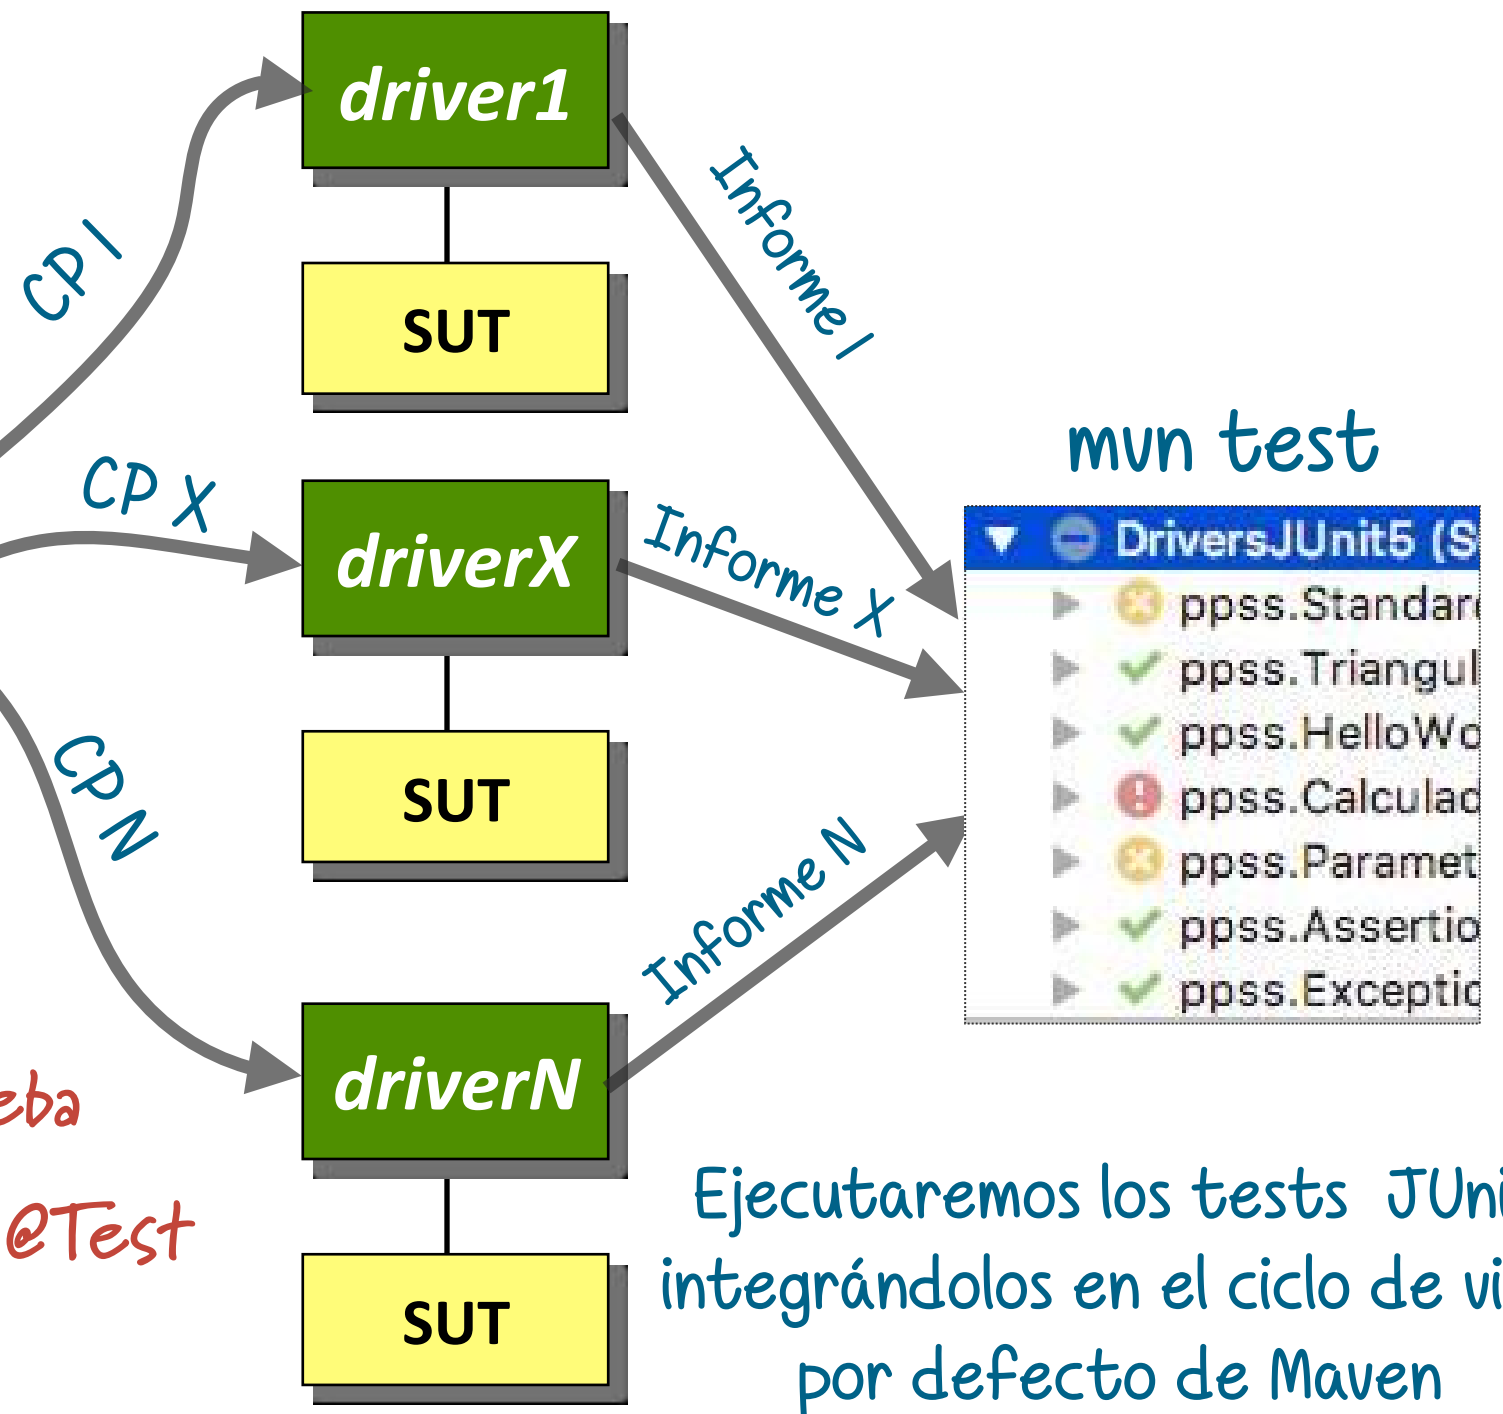 driver1
CP 1
Informe 1
SUT
mvn test
CP X
driverX
Informe X
SUT
DriversJUnit5 (S
ppss.Standar
ppss.Triangul
ppss.HelloWo
ppss.Calculad
ppss.Paramet
ppss.Assertio
ppss.Exceptio
CP N
Informe N
driverN
eba
@Test
SUT
Ejecutaremos los tests JUni
integrándolos en el ciclo de vi
por defecto de Maven